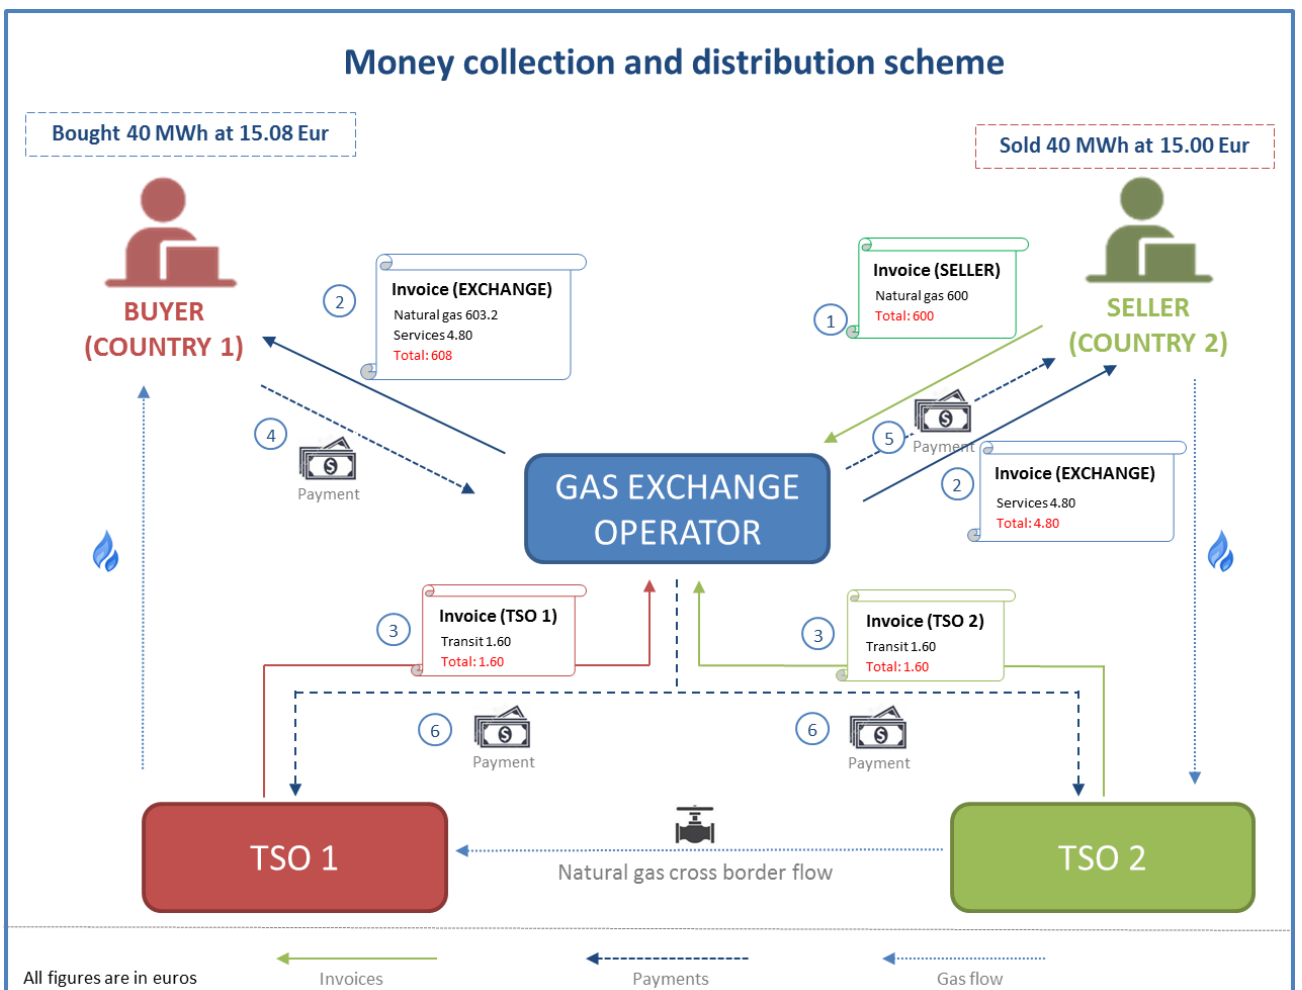 Money collection and distribution scheme
Bought 40 MWh at 15.08 Eur
Sold 40 MWh at 15.00 Eur
BUYER
(COUNTRY 1)
2
Invoice (EXCHANGE)
Natural gas 603.2
Services 4.80
Total: 608
1
Invoice (SELLER)
Natural gas 600
Total: 600
SELLER
(COUNTRY 2)
4
Payment
5
Payment
GAS EXCHANGE
OPERATOR
2
Invoice (EXCHANGE)
Services 4.80
Total: 4.80
3
Invoice (TSO 1)
Transit 1.60
Total: 1.60
3
Invoice (TSO 2)
Transit 1.60
Total: 1.60
6
Payment
6
Payment
TSO 1
Natural gas cross border flow
TSO 2
All figures are in euros
Invoices
Payments
Gas flow